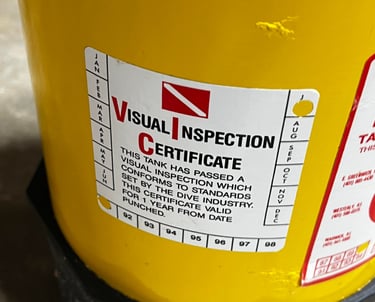 JAN
FEB
MAR
APR
MAY
JUN
VISUAL INSPECTION
CERTIFICATE
THIS TANK HAS PASSED A
VISUAL INSPECTION WHICH
CONFORMS TO STANDARDS
SET BY THE DIVE INDUSTRY.
THIS CERTIFICATE VALID
FOR 1 YEAR FROM DATE
PUNCHED.
AUG
SEP
OCT
NOV
DEC
92 93 94 95 96 97 98
TA
THIS